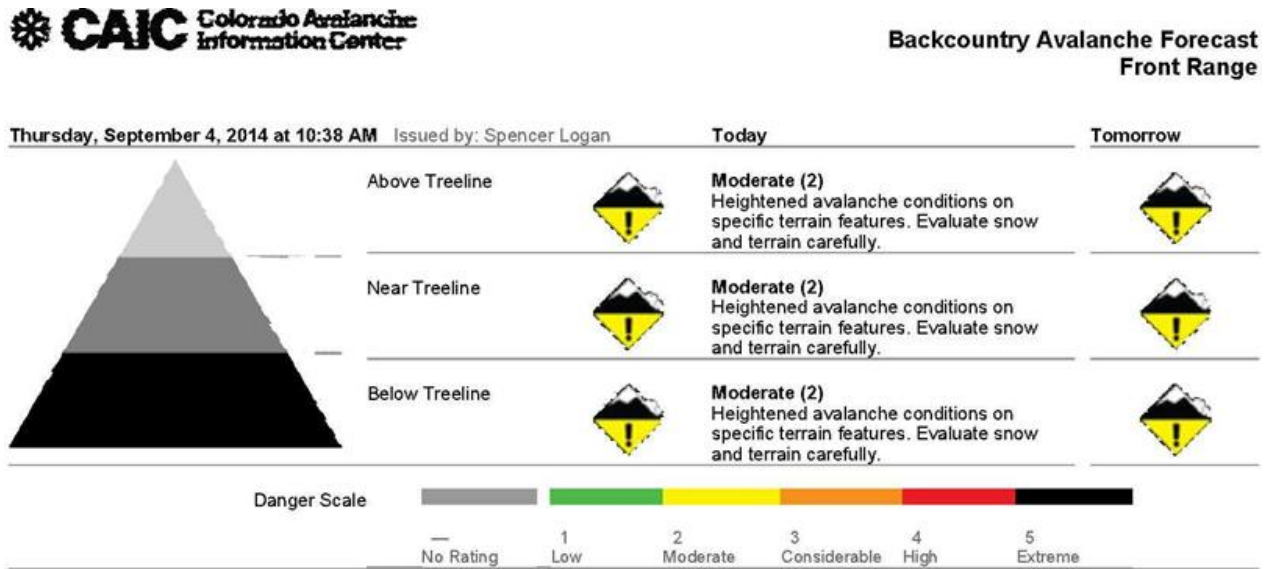 CAIC Colorado Avalanche
Information Center
Backcountry Avalanche Forecast
Front Range
Thursday, September 4, 2014 at 10:38 AM Issued by: Spencer Logan Today Tomorrow
Above Treeline
Moderate (2)
Heightened avalanche conditions on
specific terrain features. Evaluate snow
and terrain carefully.
Near Treeline
Moderate (2)
Heightened avalanche conditions on
specific terrain features. Evaluate snow
and terrain carefully.
Below Treeline
Moderate (2)
Heightened avalanche conditions on
specific terrain features. Evaluate snow
and terrain carefully.
Danger Scale
— 1 2 3 4 5
No Rating Low Moderate Considerable High Extreme